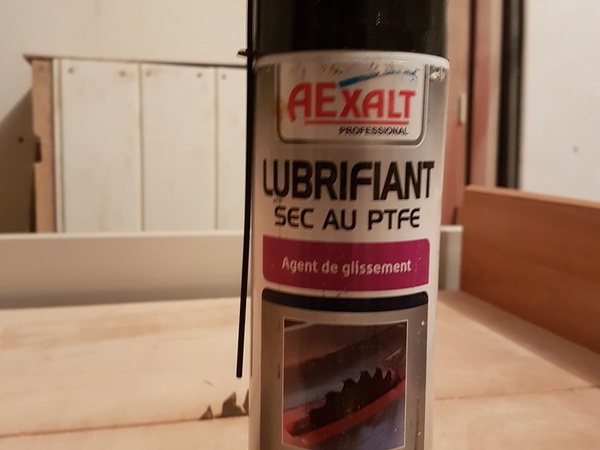 AEXALT
PROFESSIONAL
LUBRIFIANT
SEC AU PTFE
Agent de glissement